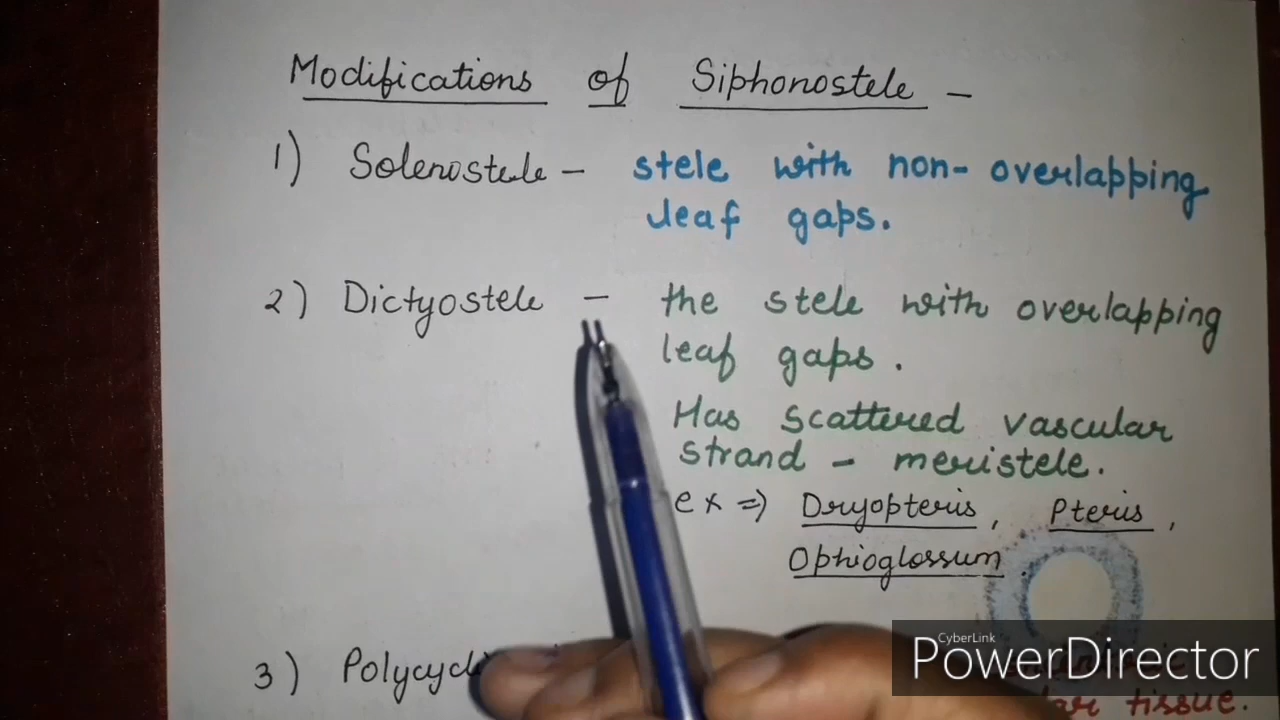 Modifications of Siphonostele -
1) Solenostele - stele with non-overlapping
leaf gaps.
2) Dictyostele - the stele with overlapping
leaf gaps.
Has scattered vascular
strand - meristele.
ex => Dryopteris, Pteris,
Ophioglossum.
3)
CyberLink
PowerDirector
tissue.